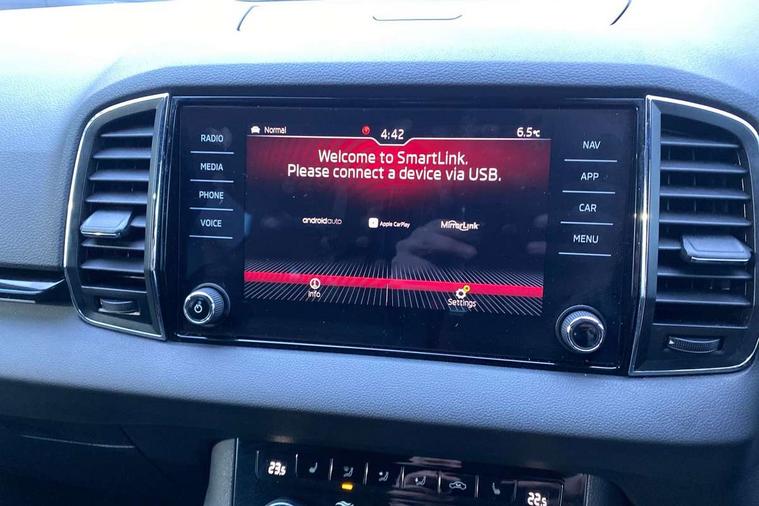 RADIO
MEDIA
PHONE
VOICE
Normal
4:42
6.5°C
Welcome to SmartLink.
Please connect a device via USB.
androidauto
Apple CarPlay
MirrorLink
Info
Settings
NAV
APP
CAR
MENU
23.5
22.5